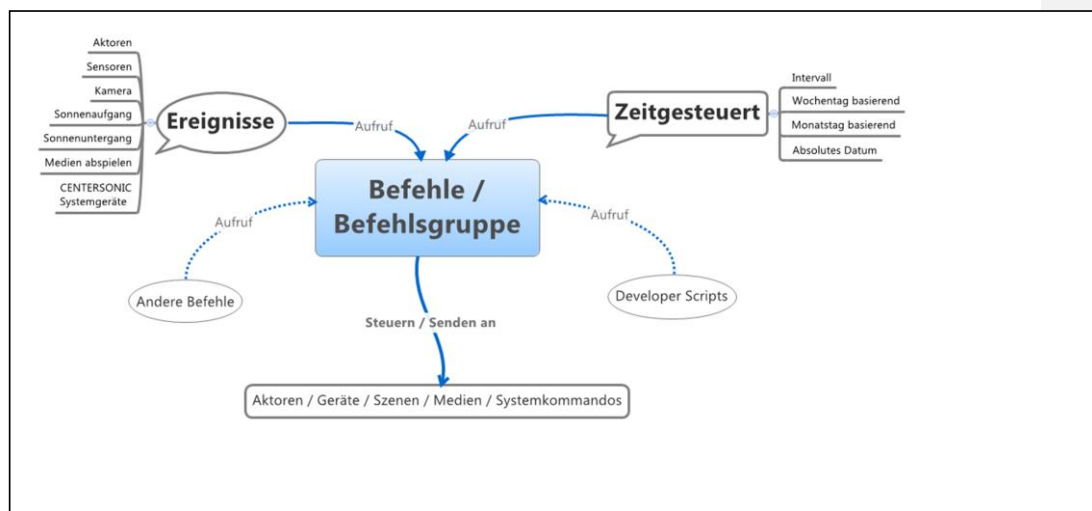 Aktoren
Sensoren
Kamera
Sonnenaufgang
Sonnenuntergang
Medien abspielen
CENTERSONIC
Systemgeräte
Ereignisse
Aufruf
Aufruf
Zeitgesteuert
Intervall
Wochentag basierend
Monatstag basierend
Absolutes Datum
Befehle /
Befehlsgruppe
Aufruf
Aufruf
Andere Befehle
Developer Scripts
Steuern / Senden an
Aktoren / Geräte / Szenen / Medien / Systemkommandos